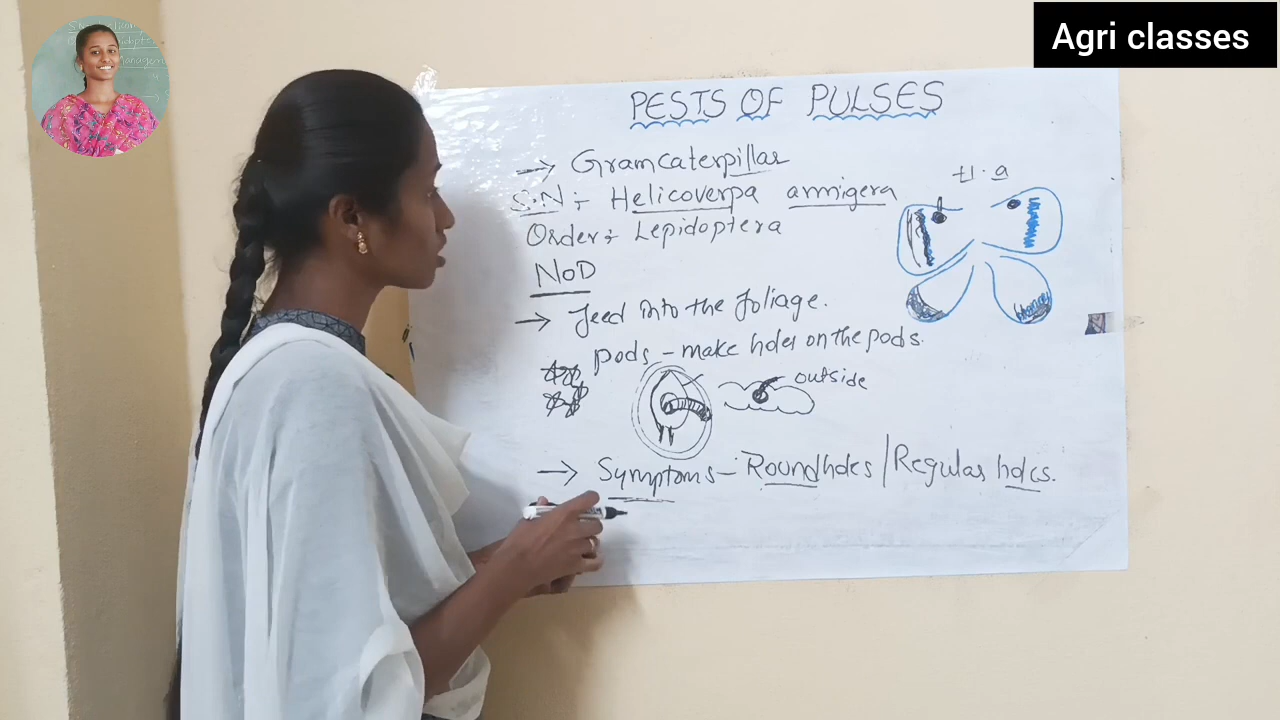 Agri classes
PESTS OF PULSES
→ Gramcaterpillar
S.N :- Helicoverpa armigera
H.a
Order :- Lepidoptera
NOD
→ feed into the foliage.
pods - make holes on the pods.
outside
→ Symptoms - Roundholes / Regular holes.